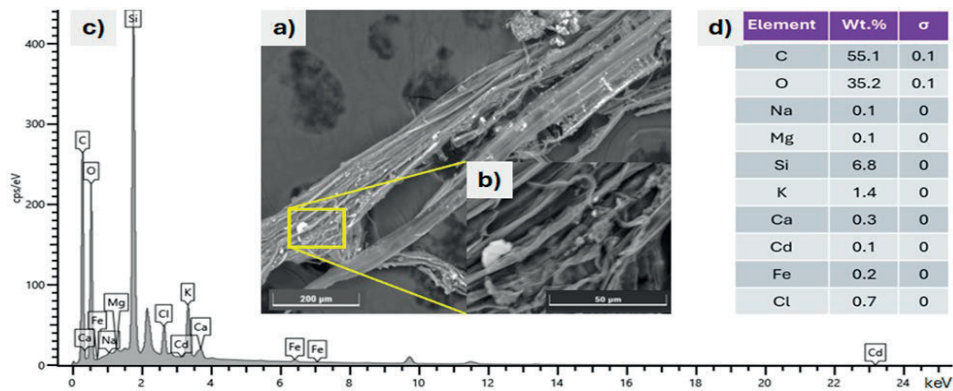 c)
a)
b)
d)
Element Wt.% σ
C 55.1 0.1
O 35.2 0.1
Na 0.1 0
Mg 0.1 0
Si 6.8 0
K 1.4 0
Ca 0.3 0
Cd 0.1 0
Fe 0.2 0
Cl 0.7 0
200 µm
50 µm
cps/eV
400
300
200
100
0
Si
C
O
Mg
Fe
Ca
Na
Cl
K
Cd
Ca
Fe
Fe
Cd
0 2 4 6 8 10 12 14 16 18 20 22 24 keV